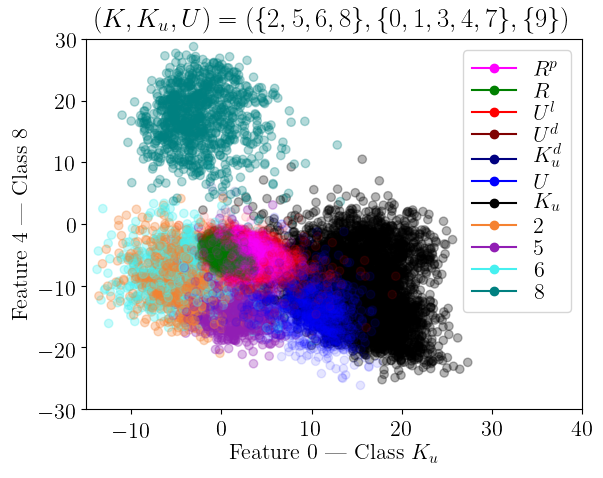 (K, K_u, U) = ({2, 5, 6, 8}, {0, 1, 3, 4, 7}, {9})
30
20
10
0
−10
−20
−30
Feature 4 — Class 8
R^p
R
U^l
U^d
K_u^d
U
K_u
2
5
6
8
−10
0
10
20
30
40
Feature 0 — Class K_u